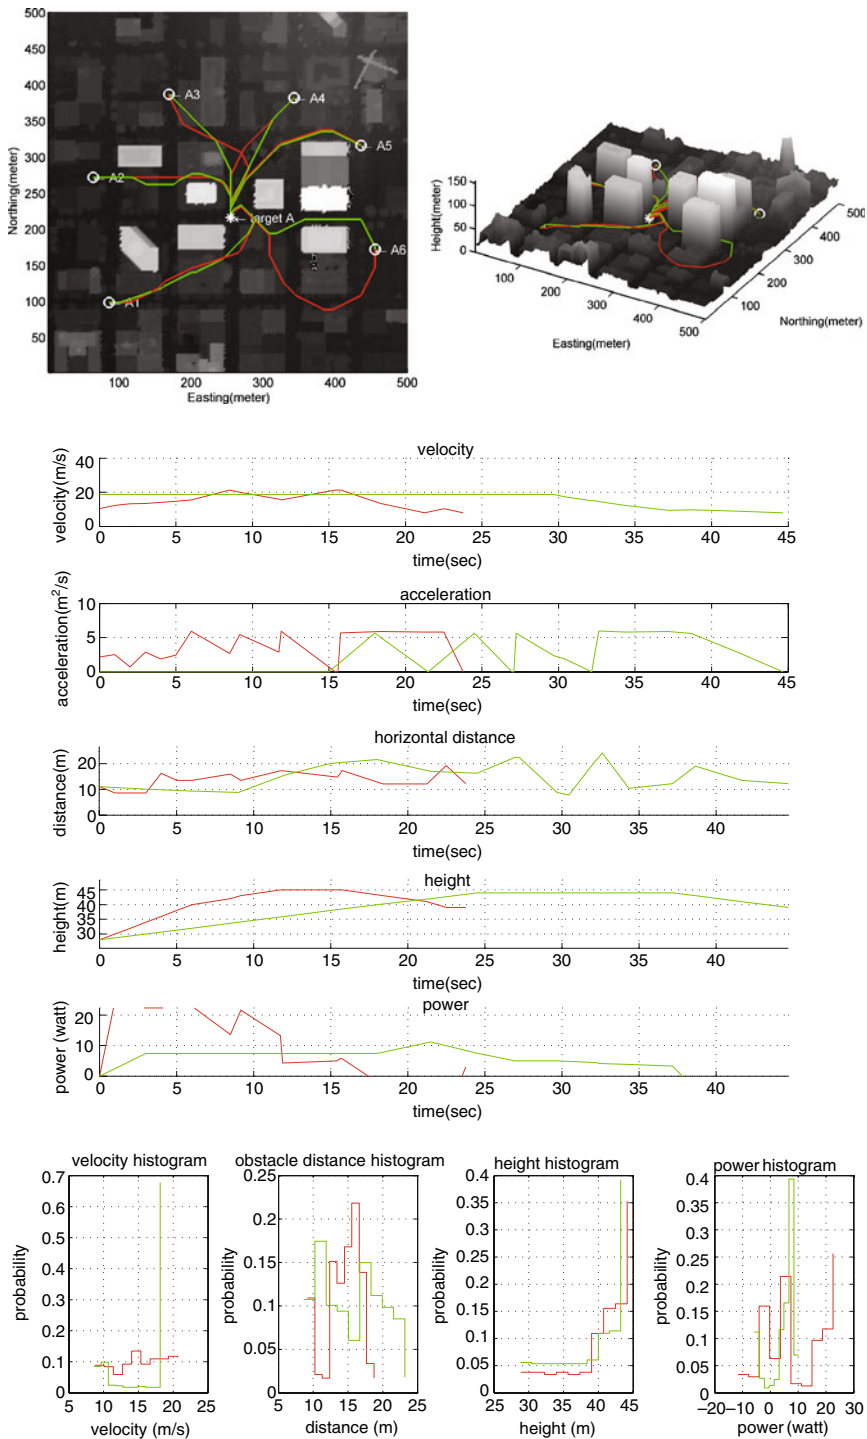 500
450
400
350
300
250
200
150
100
50
Northing(meter)
A3
A4
A5
A2
target A
A6
A1
100 200 300 400 500
Easting(meter)
150
100
50
0
Height(meter)
100
200
300
400
500
Easting(meter)
100
200
300
400
500
Northing(meter)
velocity
velocity(m/s)
40
20
0
0 5 10 15 20 25 30 35 40 45
time(sec)
acceleration
acceleration(m²/s)
10
5
0
0 5 10 15 20 25 30 35 40 45
time(sec)
horizontal distance
distance(m)
20
10
0
0 5 10 15 20 25 30 35 40
time(sec)
height
height(m)
45
40
35
30
0 5 10 15 20 25 30 35 40
time(sec)
power
power (watt)
20
10
0
0 5 10 15 20 25 30 35 40
time(sec)
velocity histogram
probability
0.7
0.6
0.5
0.4
0.3
0.2
0.1
0
5 10 15 20 25
velocity (m/s)
obstacle distance histogram
probability
0.25
0.2
0.15
0.1
0.05
0
5 10 15 20 25
distance (m)
height histogram
probability
0.4
0.35
0.3
0.25
0.2
0.15
0.1
0.05
0
25 30 35 40 45
height (m)
power histogram
probability
0.4
0.35
0.3
0.25
0.2
0.15
0.1
0.05
0
−20 −10 0 10 20 30
power (watt)